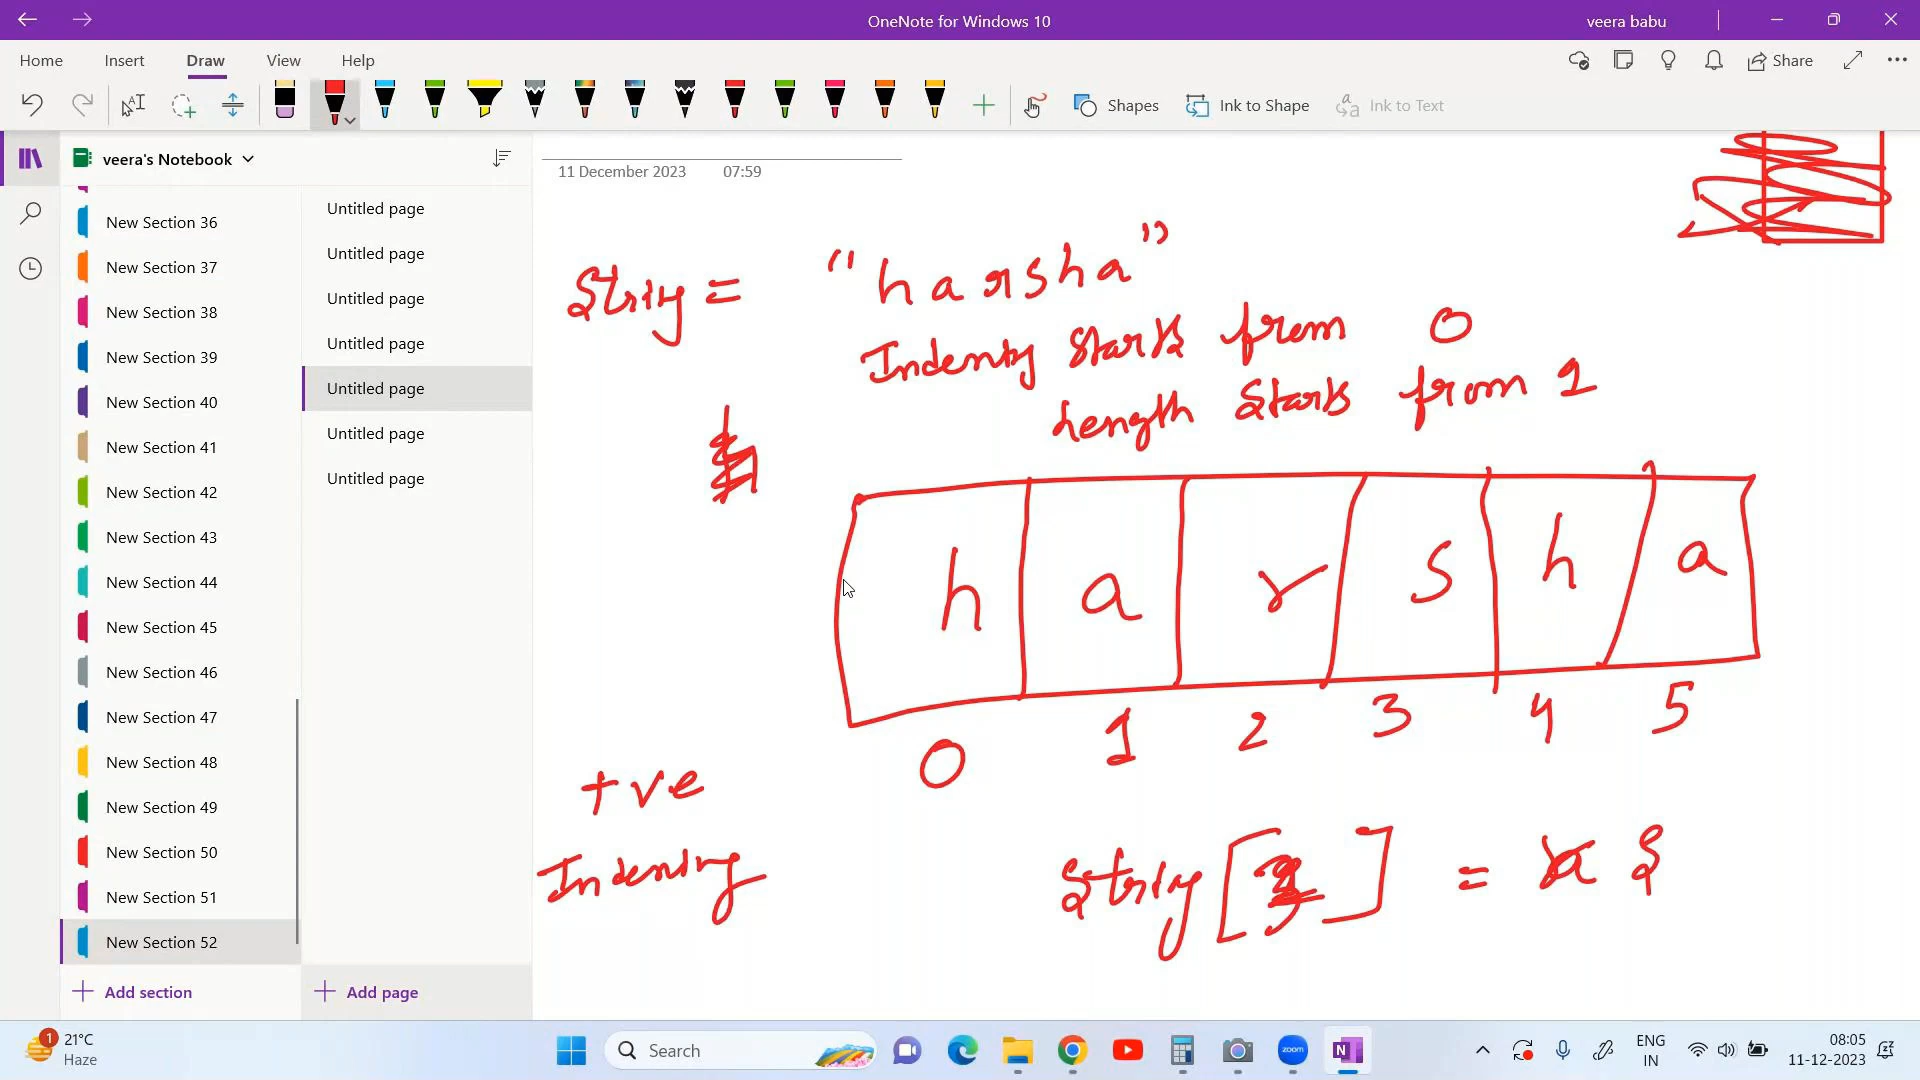 OneNote for Windows 10
veera babu
Home Insert Draw View Help
Share
Shapes Ink to Shape Ink to Text
veera's Notebook
New Section 36
New Section 37
New Section 38
New Section 39
New Section 40
New Section 41
New Section 42
New Section 43
New Section 44
New Section 45
New Section 46
New Section 47
New Section 48
New Section 49
New Section 50
New Section 51
New Section 52
Add section
Untitled page
Untitled page
Untitled page
Untitled page
Untitled page
Untitled page
Untitled page
Add page
11 December 2023 07:59
String = "harsha"
Indexing starts from 0
Length starts from 1
h a r s h a
0 1 2 3 4 5
+ve
Indexing
String [ ] = S
1
21°C
Haze
Search
zoom
N
ENG
IN
08:05
11-12-2023